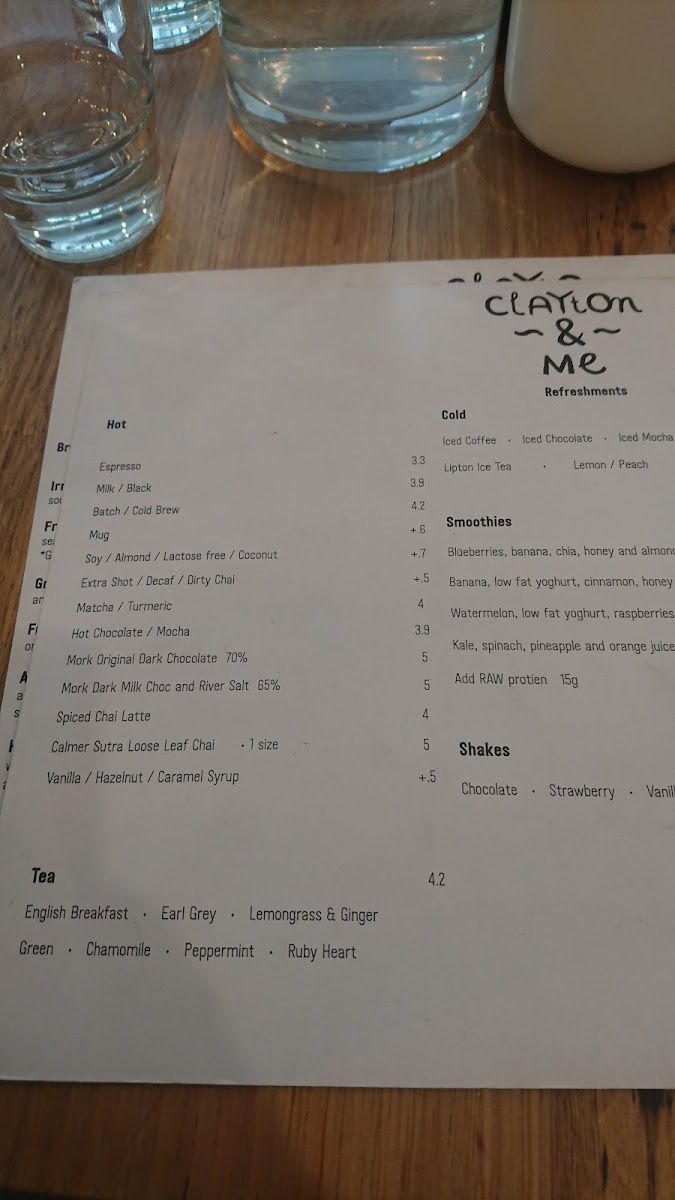 CLAYtON
~ & ~
Me
Refreshments
Hot
Espresso 3.3
Milk / Black 3.9
Batch / Cold Brew 4.2
Mug +.6
Soy / Almond / Lactose free / Coconut +.7
Extra Shot / Decaf / Dirty Chai +.5
Matcha / Turmeric 4
Hot Chocolate / Mocha 3.9
Mork Original Dark Chocolate 70% 5
Mork Dark Milk Choc and River Salt 65% 5
Spiced Chai Latte 4
Calmer Sutra Loose Leaf Chai · 1 size 5
Vanilla / Hazelnut / Caramel Syrup +.5
Tea 4.2
English Breakfast · Earl Grey · Lemongrass & Ginger
Green · Chamomile · Peppermint · Ruby Heart
Cold
Iced Coffee · Iced Chocolate · Iced Mocha
Lipton Ice Tea · Lemon / Peach
Smoothies
Blueberries, banana, chia, honey and almond
Banana, low fat yoghurt, cinnamon, honey
Watermelon, low fat yoghurt, raspberries
Kale, spinach, pineapple and orange juice
Add RAW protien 15g
Shakes
Chocolate · Strawberry · Vanill